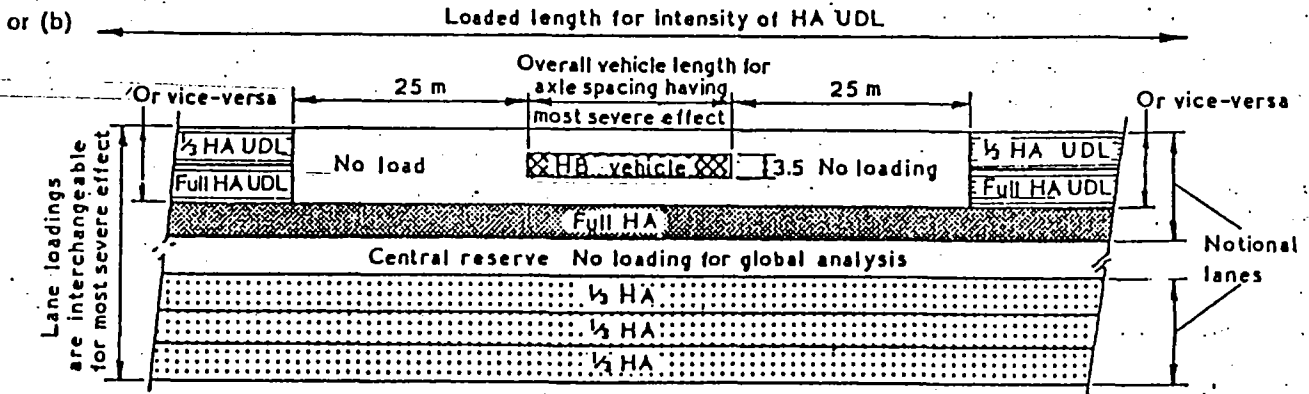 or (b)
Loaded length for intensity of HA UDL
Overall vehicle length for
axle spacing having
most severe effect
25 m
25 m
Or vice-versa
Or vice-versa
⅓ HA UDL
Full HA UDL
No load
HB vehicle
3.5
No loading
⅓ HA UDL
Full HA UDL
Full HA
Central reserve No loading for global analysis
⅓ HA
⅓ HA
⅓ HA
Lane loadings
are interchangeable
for most severe effect
Notional
lanes